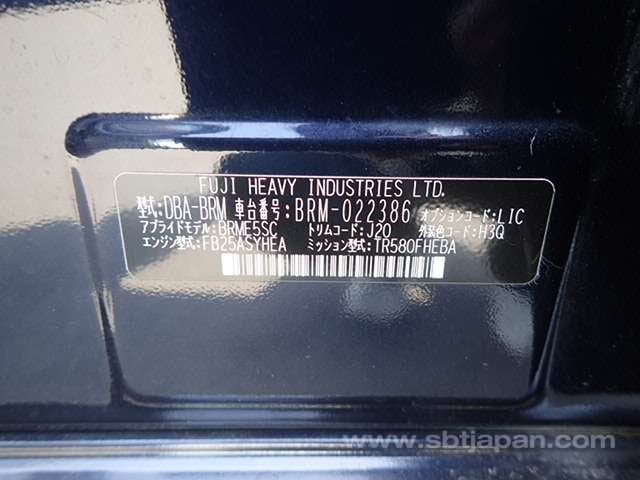 FUJI HEAVY INDUSTRIES LTD.
型式:DBA-BRM 車台番号:BRM-022386 オプションコード:LIC
アプライドモデル:BRME5SC トリムコード:J20 外装色コード:H3Q
エンジン型式:FB25ASYHEA ミッション型式:TR580FHEBA
www.sbtjapan.com